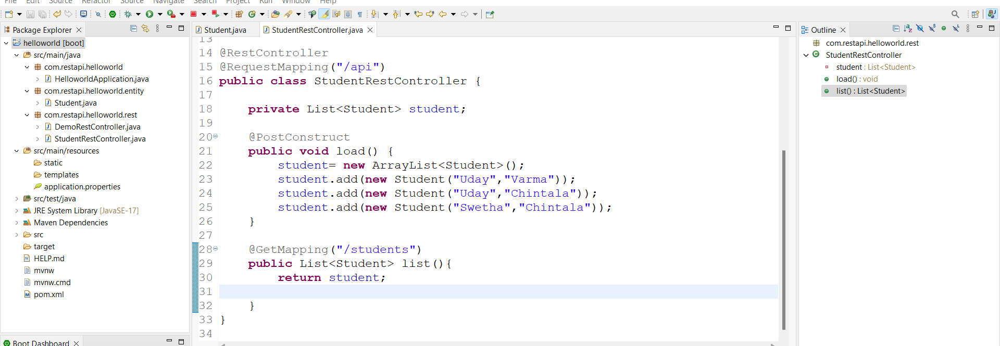 File Edit Source Refactor Source Navigate Search Project Run Window Help
Package Explorer
helloworld [boot]
src/main/java
com.restapi.helloworld
HelloworldApplication.java
com.restapi.helloworld.entity
Student.java
com.restapi.helloworld.rest
DemoRestController.java
StudentRestController.java
src/main/resources
static
templates
application.properties
src/test/java
JRE System Library [JavaSE-17]
Maven Dependencies
src
target
HELP.md
mvnw
mvnw.cmd
pom.xml
Boot Dashboard
Student.java StudentRestController.java
13
14 @RestController
15 @RequestMapping("/api")
16 public class StudentRestController {
17
18 private List<Student> student;
19
20 @PostConstruct
21 public void load() {
22 student= new ArrayList<Student>();
23 student.add(new Student("Uday","Varma"));
24 student.add(new Student("Uday","Chintala"));
25 student.add(new Student("Swetha","Chintala"));
26 }
27
28 @GetMapping("/students")
29 public List<Student> list(){
30 return student;
31
32 }
33 }
34
Outline
com.restapi.helloworld.rest
StudentRestController
student : List<Student>
load() : void
list() : List<Student>